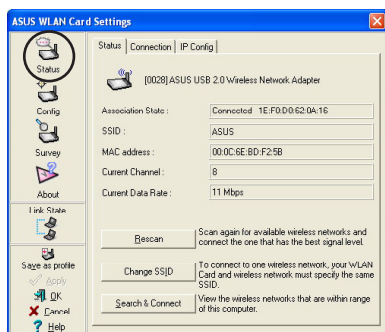 ASUS WLAN Card Settings
Status
Config
Survey
About
Link State
Save as profile
Apply
OK
Cancel
Help
Status Connection IP Config
[0028] ASUS USB 2.0 Wireless Network Adapter
Association State : Connected 1E:F0:D0:62:0A:16
SSID : ASUS
MAC address : 00:0C:6E:BD:F2:5B
Current Channel : 8
Current Data Rate : 11 Mbps
Rescan
Scan again for available wireless networks and
connect the one that has the best signal level.
Change SSID
To connect to one wireless network, your WLAN
Card and wireless network must specify the same
SSID.
Search & Connect
View the wireless networks that are within range
of this computer.